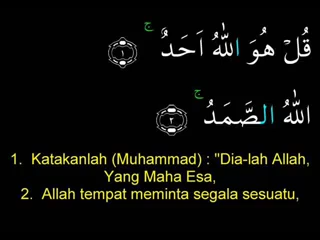 قُلْ هُوَ اللّٰهُ اَحَدٌ ۚ ١
اَللّٰهُ الصَّمَدُ ۚ ٢
1. Katakanlah (Muhammad) : "Dia-lah Allah,
Yang Maha Esa,
2. Allah tempat meminta segala sesuatu,